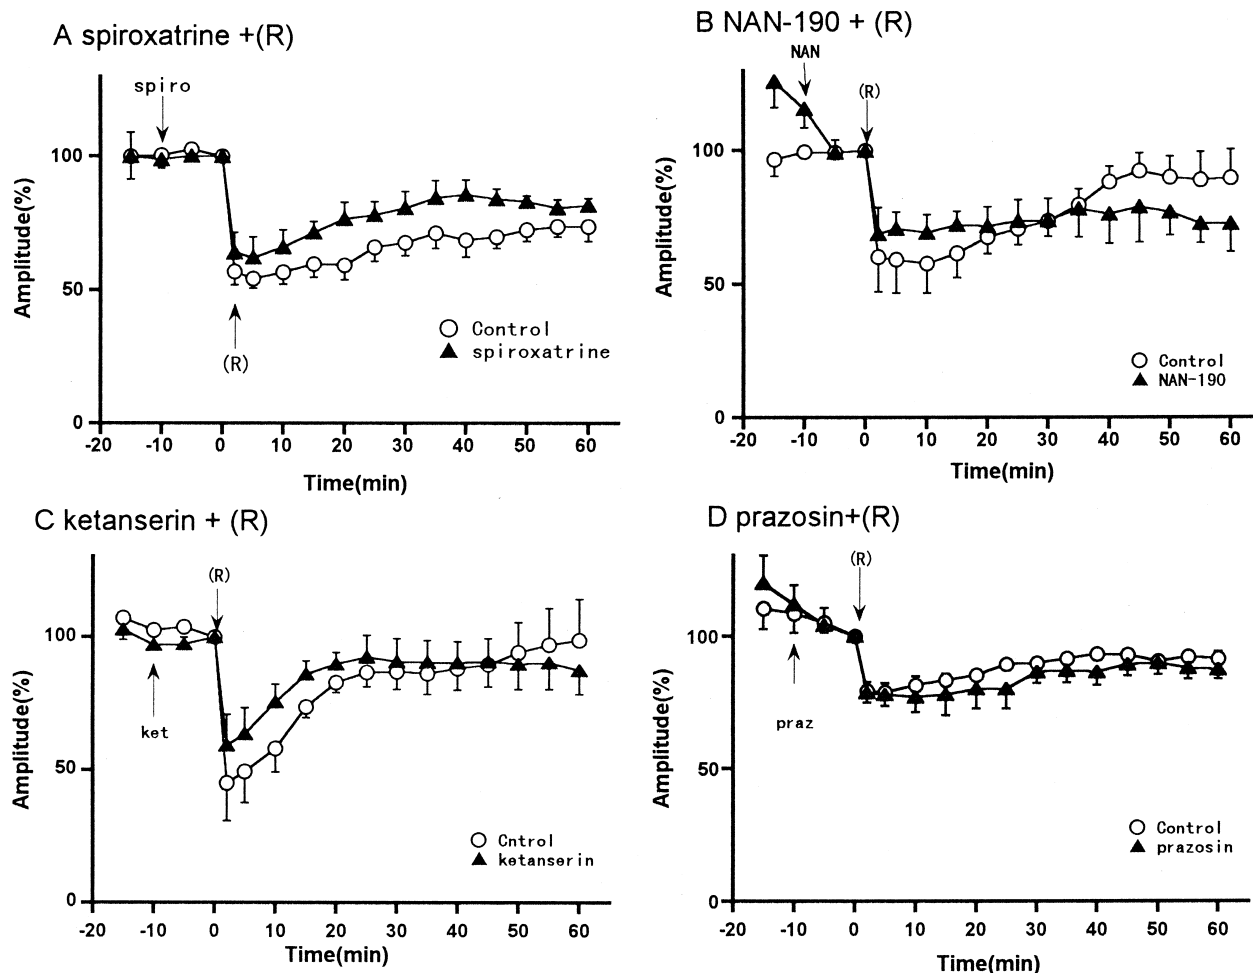 A spiroxatrine +(R)
spiro
100
50
0
Amplitude(%)
(R)
Control
spiroxatrine
-20 -10 0 10 20 30 40 50 60
Time(min)
B NAN-190 + (R)
NAN
(R)
100
50
0
Amplitude(%)
Control
NAN-190
-20 -10 0 10 20 30 40 50 60
Time(min)
C ketanserin + (R)
(R)
100
50
0
Amplitude(%)
ket
Cntrol
ketanserin
-20 -10 0 10 20 30 40 50 60
Time(min)
D prazosin+(R)
(R)
100
50
0
Amplitude(%)
praz
Control
prazosin
-20 -10 0 10 20 30 40 50 60
Time(min)